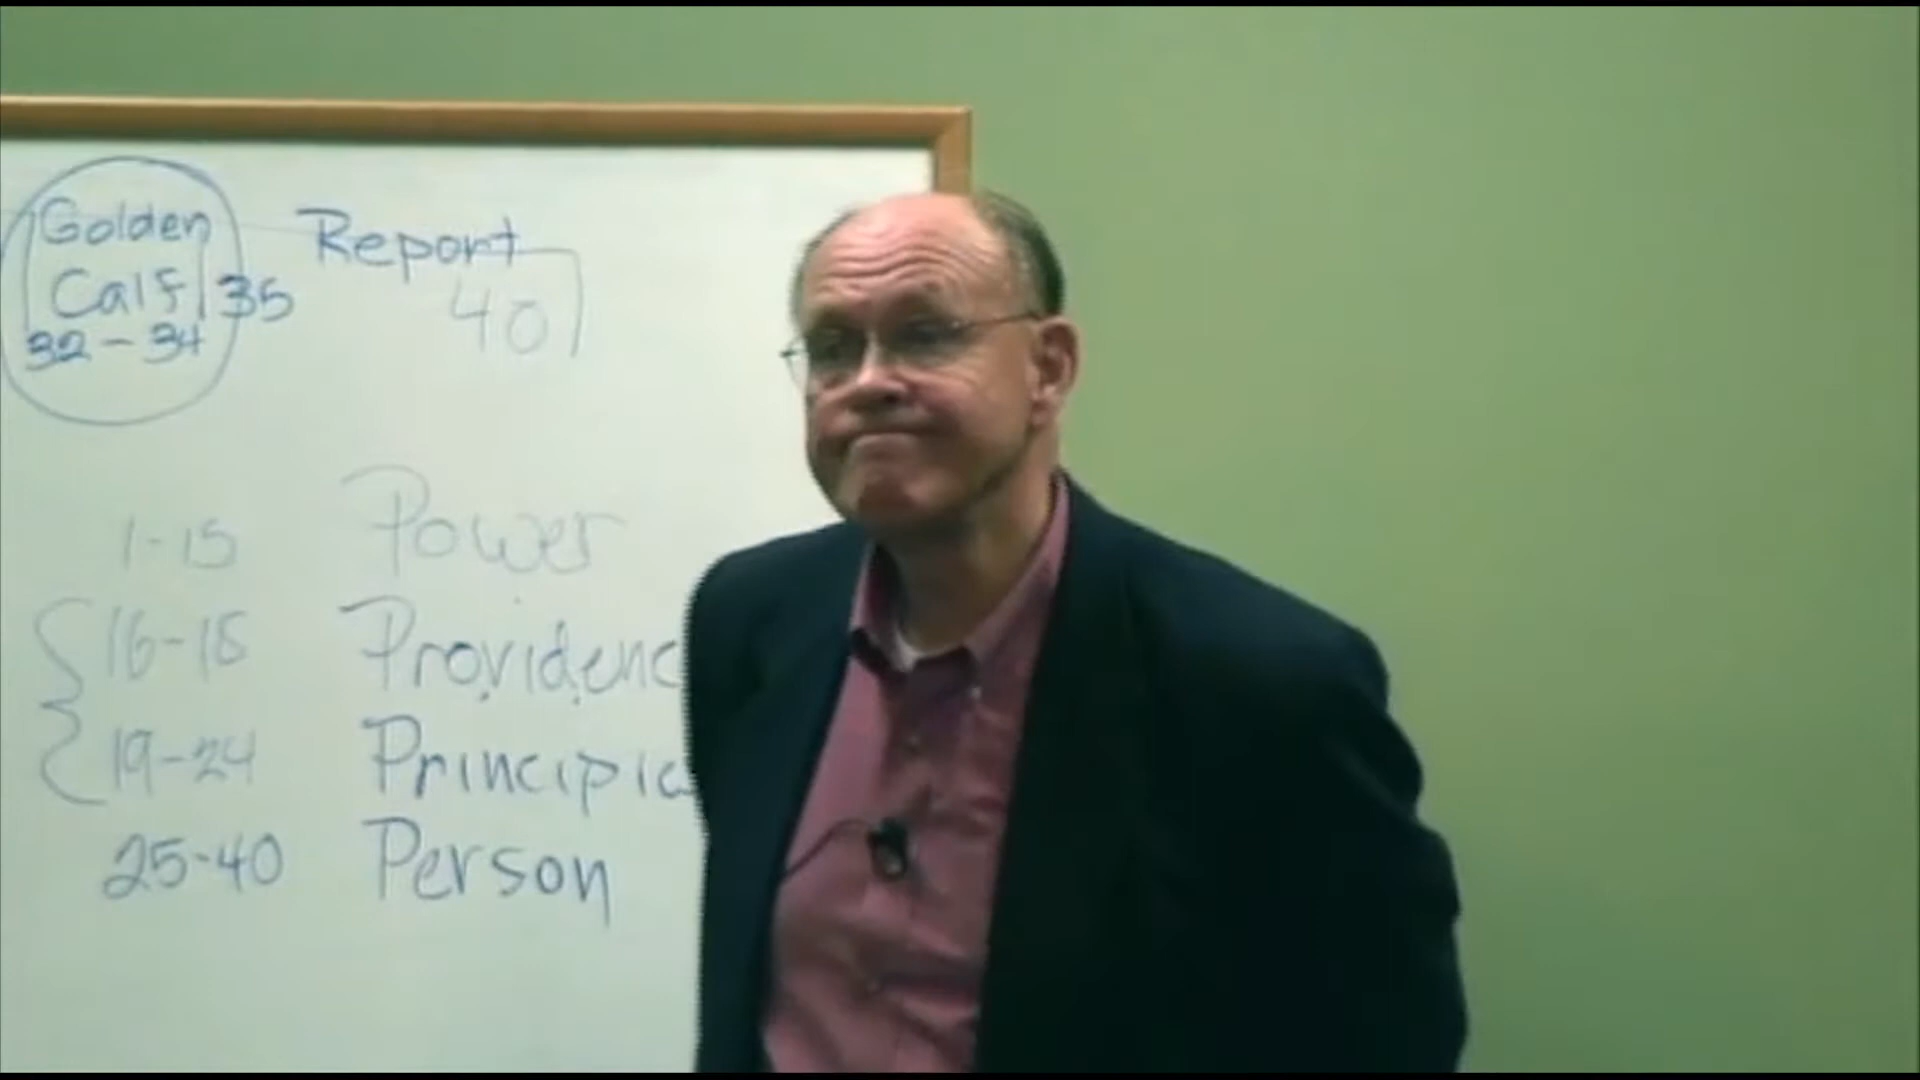 Golden Report
Calf 35 40
32-34
1-15 Power
16-18 Providenc
19-24 Principl
25-40 Person